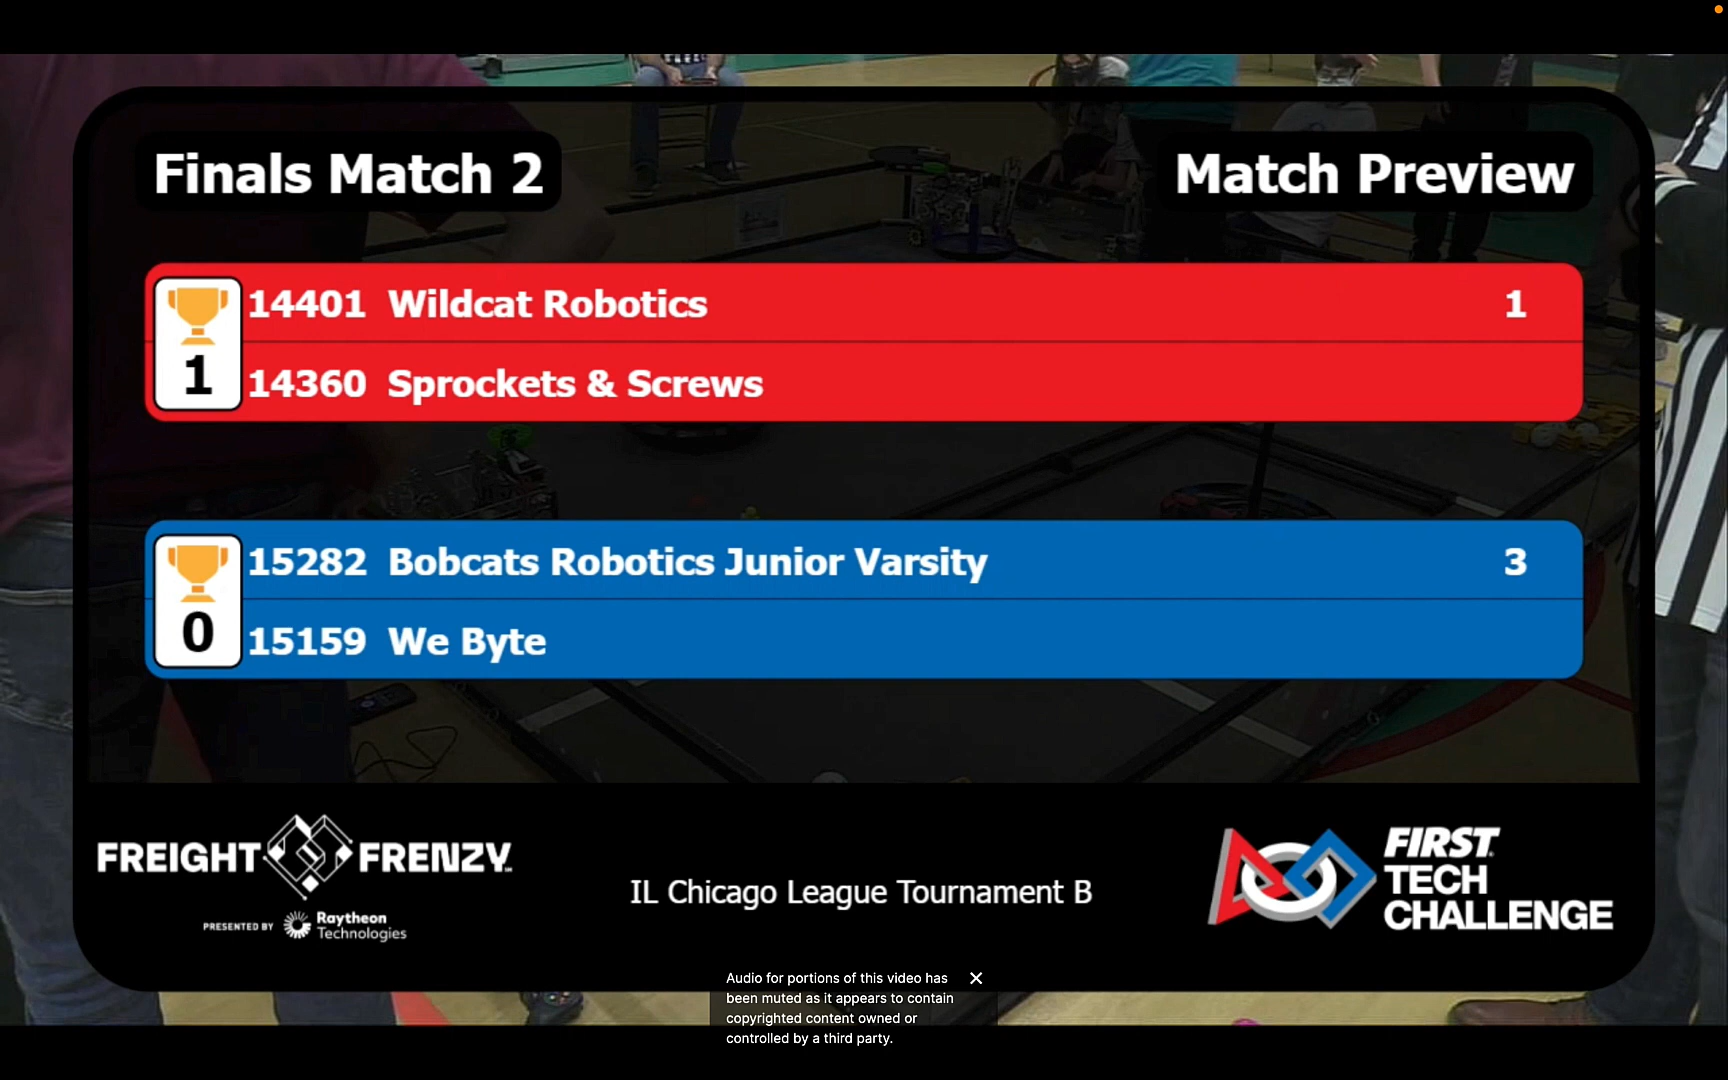 Finals Match 2
Match Preview
14401 Wildcat Robotics 1
1
14360 Sprockets & Screws
15282 Bobcats Robotics Junior Varsity 3
0
15159 We Byte
FREIGHT FRENZY
PRESENTED BY Raytheon
Technologies
IL Chicago League Tournament B
FIRST
TECH
CHALLENGE
Audio for portions of this video has
been muted as it appears to contain
copyrighted content owned or
controlled by a third party.